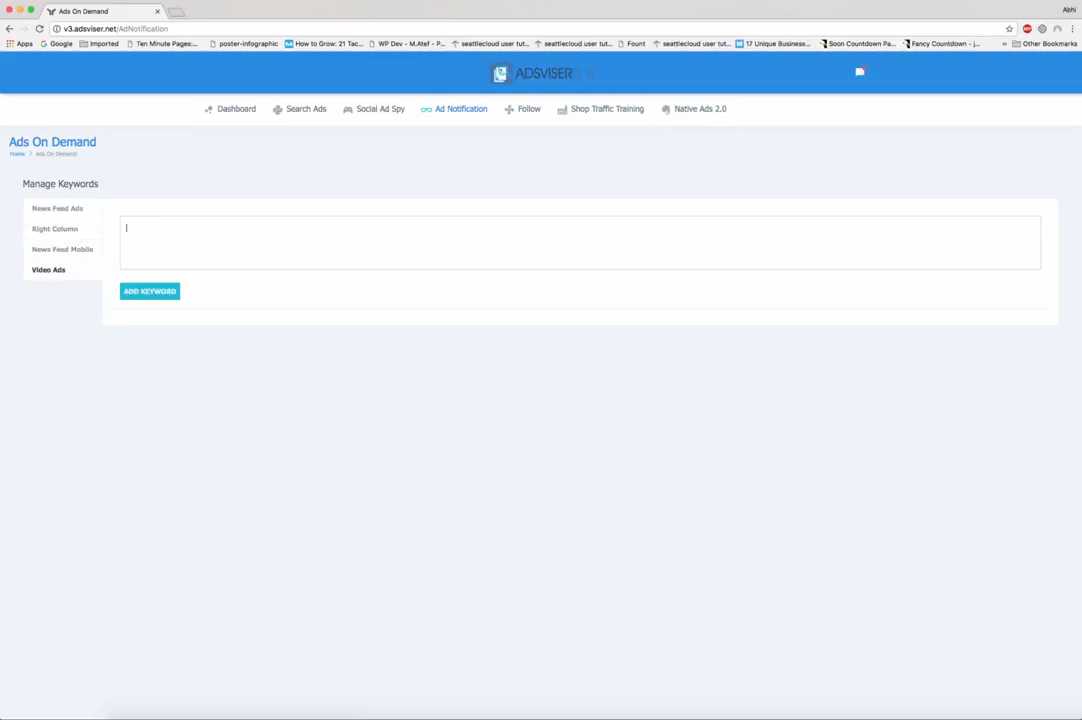 Ads On Demand
Abhi
v3.adsviser.net/AdNotification
Apps Google Imported Ten Minute Pages:... poster-infographic How to Grow: 21 Tac... WP Dev - M.Atef - P... seattlecloud user tut... seattlecloud user tut... Fount seattlecloud user tut... 17 Unique Business... Soon Countdown Pa... Fancy Countdown - j... » Other Bookmarks
ADSVISER
Dashboard Search Ads Social Ad Spy Ad Notification Follow Shop Traffic Training Native Ads 2.0
Ads On Demand
Home > Ads On Demand
Manage Keywords
News Feed Ads
Right Column
News Feed Mobile
Video Ads
ADD KEYWORD